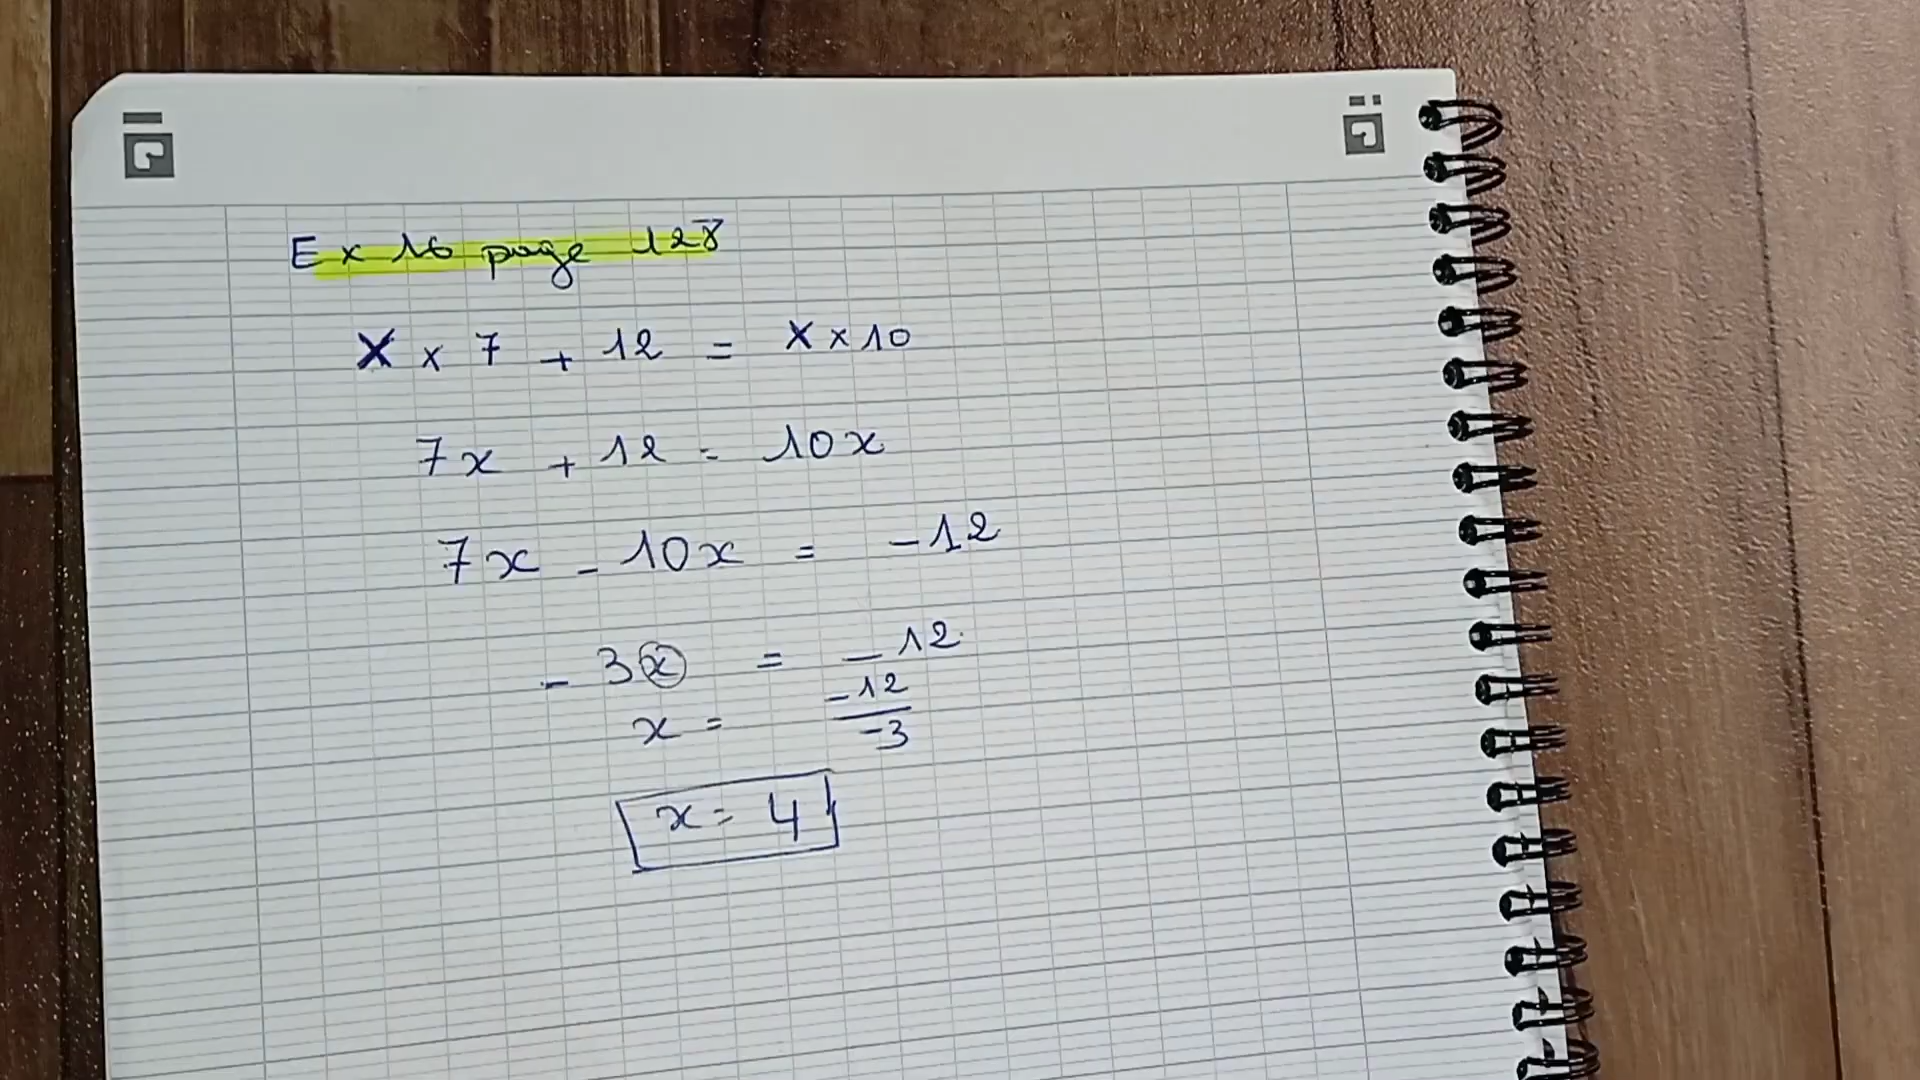 Ex 16 page 128
X x 7 + 12 = X x 10
7x + 12 = 10x
7x - 10x = -12
- 3x = - 12
x = -12/-3
x = 4